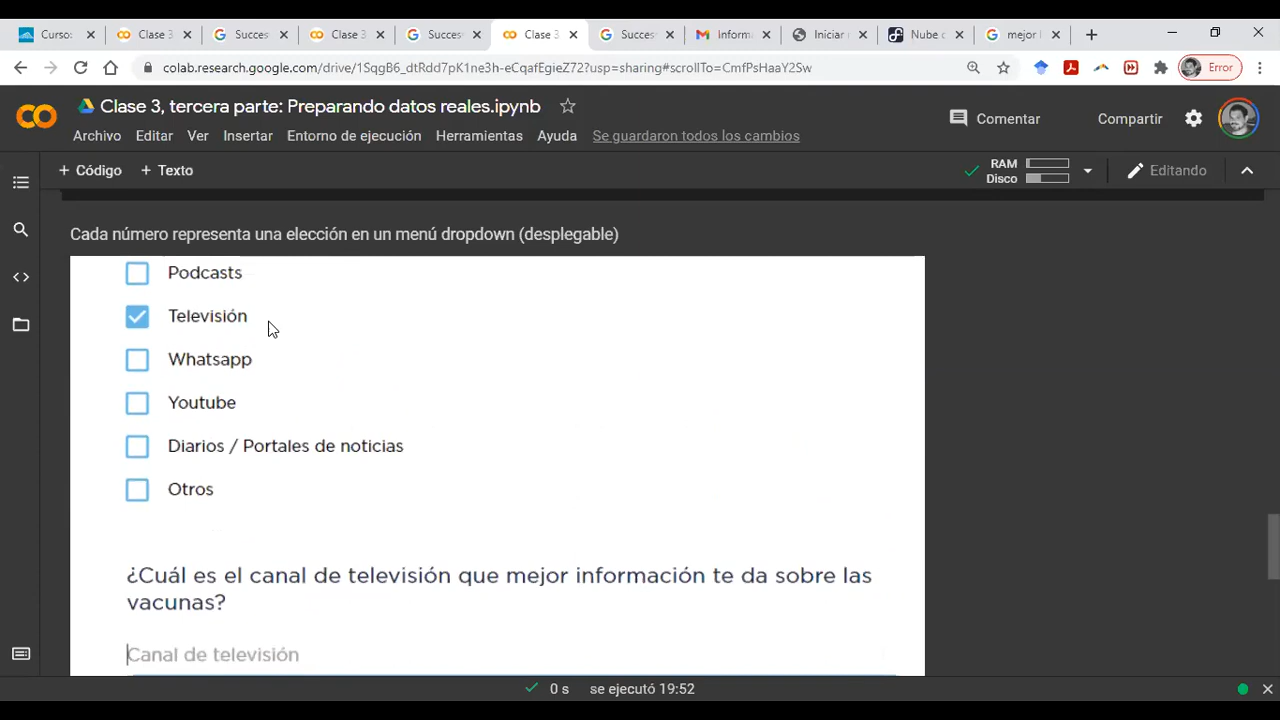 Curso:
Clase 3
Succes
Clase 3
Succes
Clase 3
Succes
Inform
Iniciar
Nube c
mejor
colab.research.google.com/drive/1SqgB6_dtRdd7pK1ne3h-eCqafEgieZ72?usp=sharing#scrollTo=CmfPsHaaY2Sw
Error
Clase 3, tercera parte: Preparando datos reales.ipynb
Archivo Editar Ver Insertar Entorno de ejecución Herramientas Ayuda Se guardaron todos los cambios
Comentar Compartir
+ Código + Texto
RAM
Disco
Editando
Cada número representa una elección en un menú dropdown (desplegable)
Podcasts
Televisión
Whatsapp
Youtube
Diarios / Portales de noticias
Otros
¿Cuál es el canal de televisión que mejor información te da sobre las
vacunas?
Canal de televisión
0 s se ejecutó 19:52